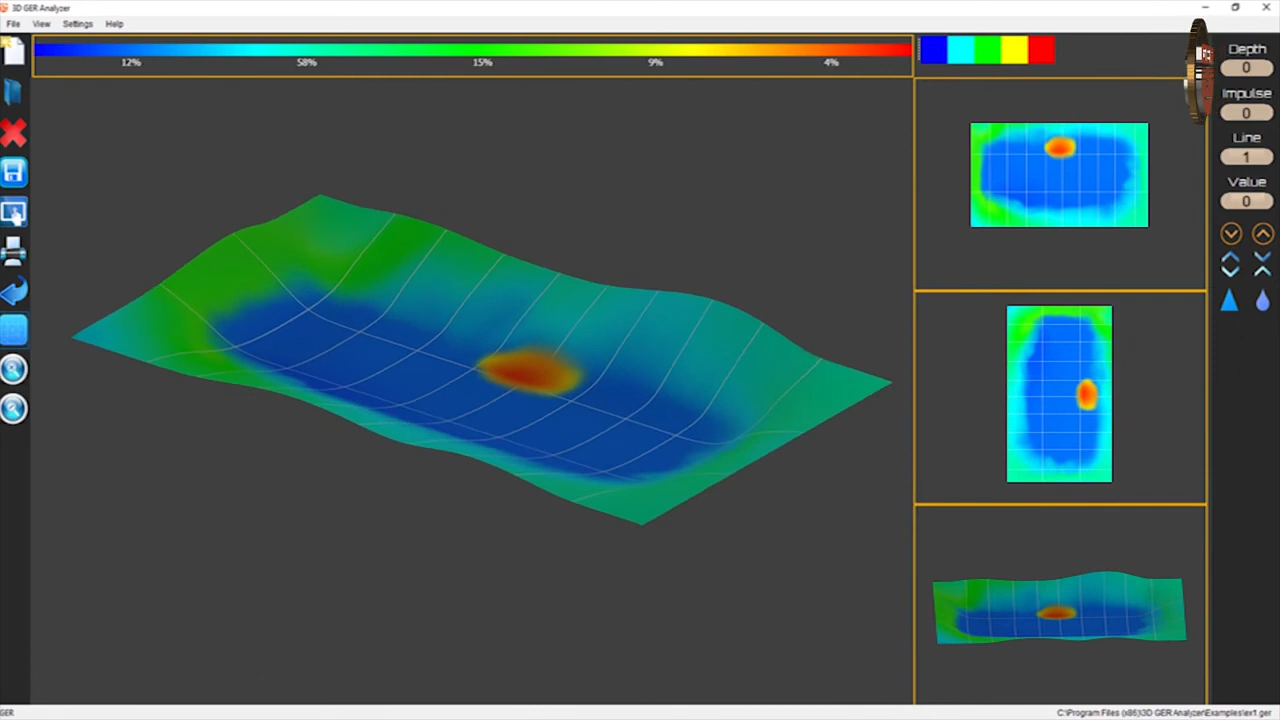 3D GER Analyzer
File View Settings Help
12% 58% 15% 9% 4%
Depth
0
Impulse
0
Line
1
Value
0
GER
C:\Program Files (x86)\3D GER Analyzer\Examples\ex1.ger